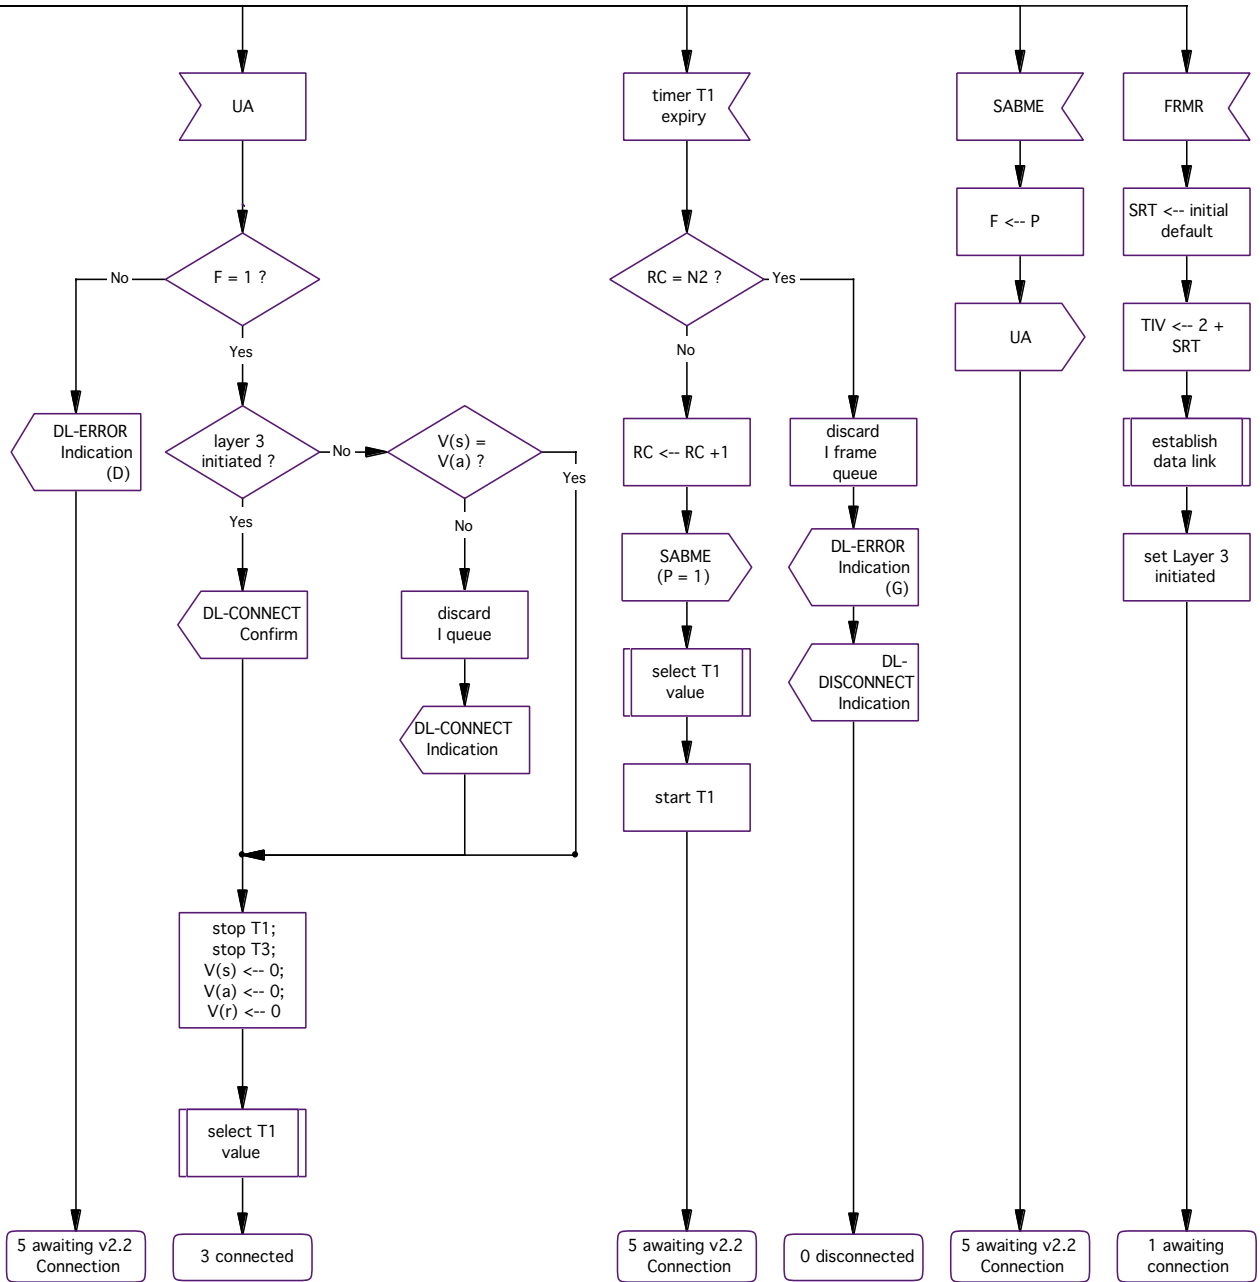 UA
timer T1
expiry
SABME
FRMR
F = 1 ?
No
Yes
DL-ERROR
Indication
(D)
layer 3
initiated ?
No
V(s) =
V(a) ?
Yes
Yes
No
DL-CONNECT
Confirm
discard
I queue
DL-CONNECT
Indication
stop T1;
stop T3;
V(s) <-- 0;
V(a) <-- 0;
V(r) <-- 0
select T1
value
RC = N2 ?
Yes
No
RC <-- RC +1
SABME
(P = 1)
select T1
value
start T1
discard
I frame
queue
DL-ERROR
Indication
(G)
DL-
DISCONNECT
Indication
F <-- P
UA
SRT <-- initial
default
TIV <-- 2 +
SRT
establish
data link
set Layer 3
initiated
5 awaiting v2.2
Connection
3 connected
5 awaiting v2.2
Connection
0 disconnected
5 awaiting v2.2
Connection
1 awaiting
connection